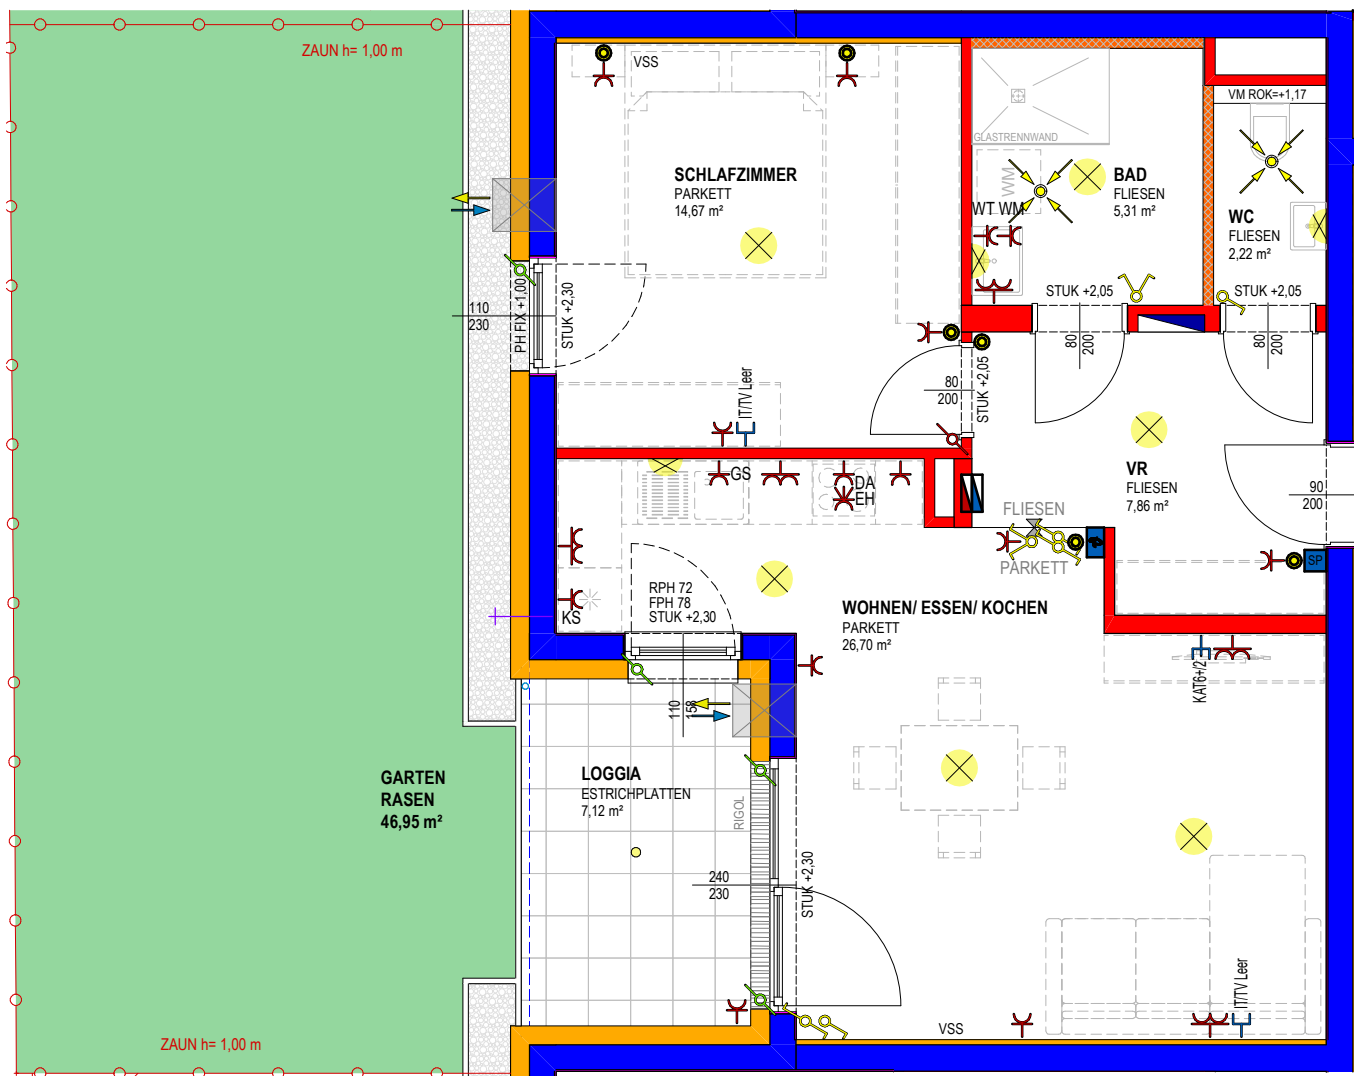 ZAUN h= 1,00 m
VSS
VM ROK=+1,17
GLASTRENNWAND
SCHLAFZIMMER
PARKETT
14,67 m²
WM
BAD
FLIESEN
5,31 m²
WT WM
WC
FLIESEN
2,22 m²
STUK +2,05
STUK +2,05
110
230
PH FIX +1,00
STUK +2,30
80
200
80
200
80
200
STUK +2,05
IT/TV Leer
GS
DA
EH
VR
FLIESEN
7,86 m²
90
200
FLIESEN
PARKETT
SP
KS
RPH 72
FPH 78
STUK +2,30
WOHNEN/ ESSEN/ KOCHEN
PARKETT
26,70 m²
KAT6+/2
110
158
GARTEN
RASEN
46,95 m²
LOGGIA
ESTRICHPLATTEN
7,12 m²
RIGOL
240
230
STUK +2,30
IT/TV Leer
VSS
ZAUN h= 1,00 m